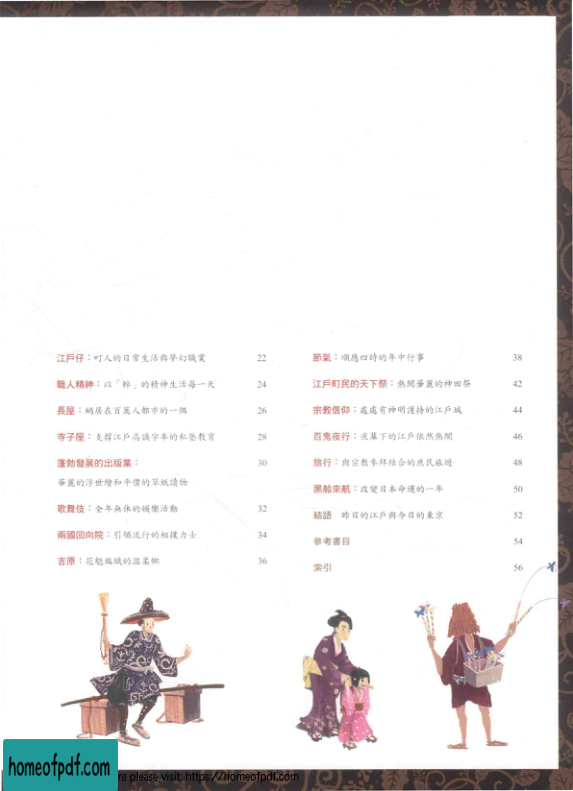 江戶仔：町人的日常生活與夢幻職業 22
職人精神：以「粹」的精神生活每一天 24
長屋：蝸居在百萬人都市的一隅 26
寺子屋：支撐江戶高識字率的私塾教育 28
蓬勃發展的出版業： 30
華麗的浮世繪和平價的草紙讀物
歌舞伎：全年無休的娛樂活動 32
兩國回向院：引領流行的相撲力士 34
吉原：花魁編織的溫柔鄉 36
節氣：順應四時的年中行事 38
江戶町民的天下祭：熱鬧華麗的神田祭 42
宗教信仰：處處有神明護持的江戶城 44
百鬼夜行：夜幕下的江戶依然熱鬧 46
旅行：與宗教參拜結合的庶民旅遊 48
黑船來航：改變日本命運的一年 50
結語 昨日的江戶與今日的東京 52
參考書目 54
索引 56
homeofpdf.com
re please visit: https://homeofpdf.com